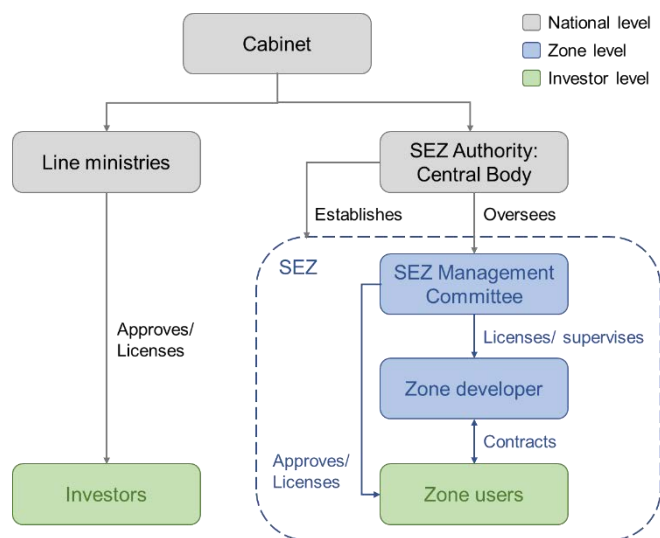 National level
Cabinet
Zone level
Investor level
Line ministries
SEZ Authority:
Central Body
Establishes
Oversees
SEZ
SEZ Management
Committee
Approves/
Licenses
Licenses/ supervises
Zone developer
Contracts
Approves/
Licenses
Investors
Zone users